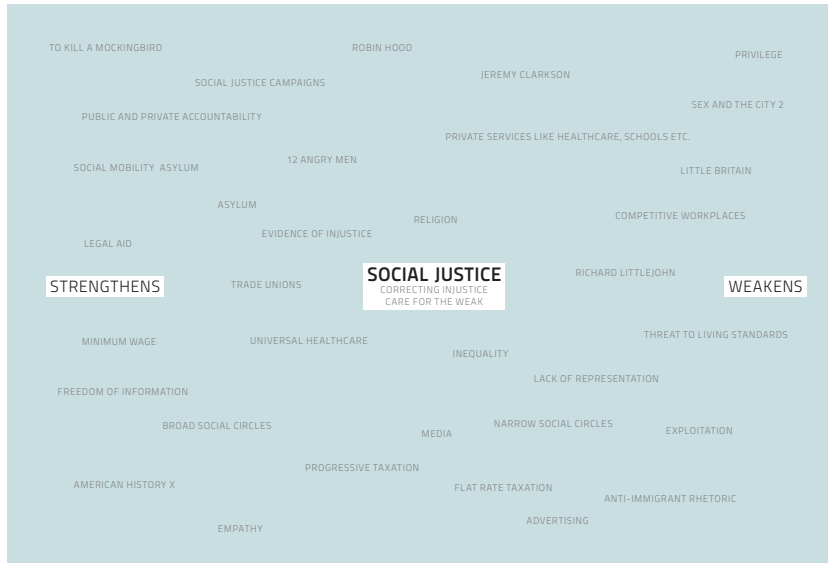 TO KILL A MOCKINGBIRD
ROBIN HOOD
PRIVILEGE
JEREMY CLARKSON
SOCIAL JUSTICE CAMPAIGNS
SEX AND THE CITY 2
PUBLIC AND PRIVATE ACCOUNTABILITY
PRIVATE SERVICES LIKE HEALTHCARE, SCHOOLS ETC.
12 ANGRY MEN
SOCIAL MOBILITY ASYLUM
LITTLE BRITAIN
ASYLUM
COMPETITIVE WORKPLACES
RELIGION
EVIDENCE OF INJUSTICE
LEGAL AID
RICHARD LITTLEJOHN
STRENGTHENS
TRADE UNIONS
SOCIAL JUSTICE
CORRECTING INJUSTICE
CARE FOR THE WEAK
WEAKENS
THREAT TO LIVING STANDARDS
MINIMUM WAGE
UNIVERSAL HEALTHCARE
INEQUALITY
LACK OF REPRESENTATION
FREEDOM OF INFORMATION
BROAD SOCIAL CIRCLES
NARROW SOCIAL CIRCLES
MEDIA
EXPLOITATION
PROGRESSIVE TAXATION
AMERICAN HISTORY X
FLAT RATE TAXATION
ANTI-IMMIGRANT RHETORIC
ADVERTISING
EMPATHY